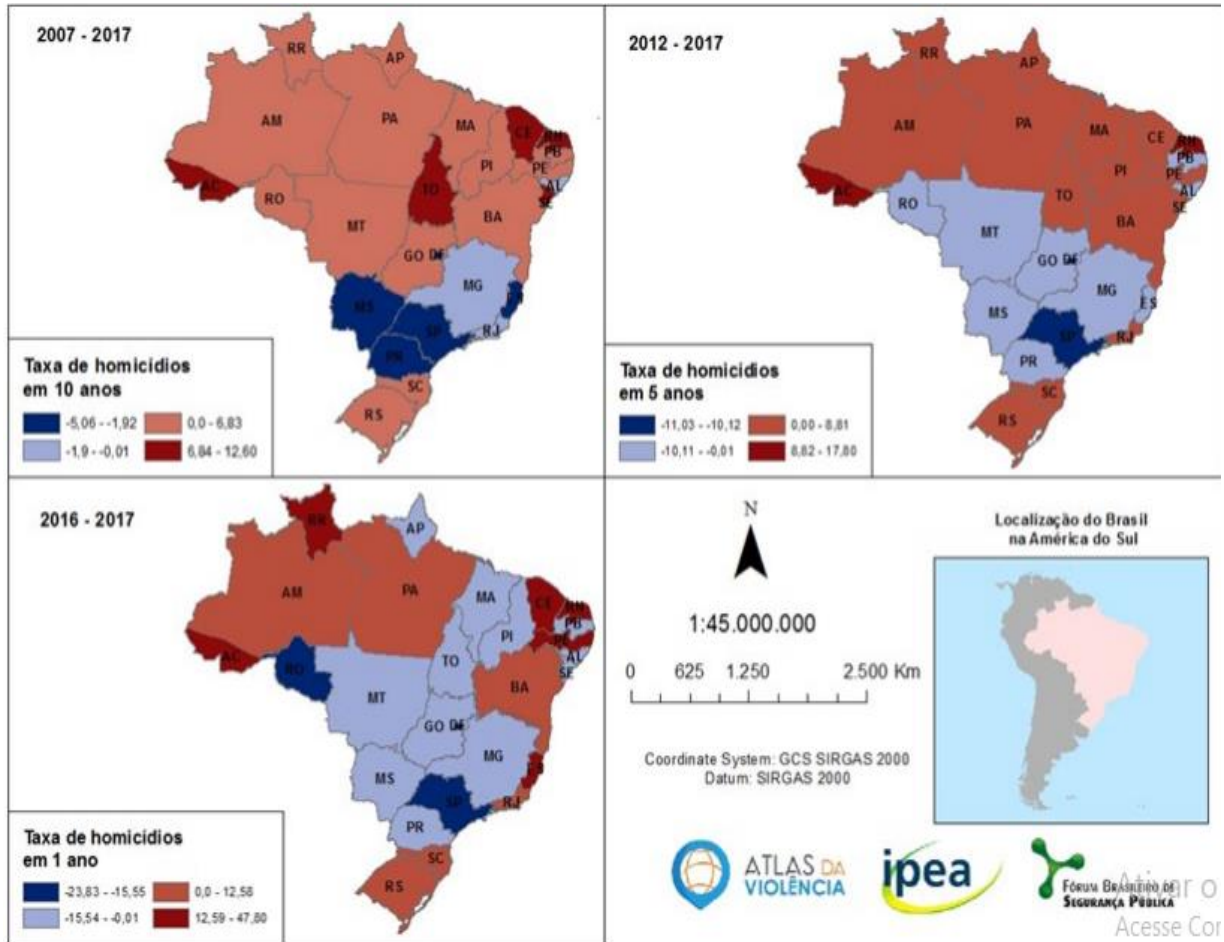 2007 - 2017
RR
AP
AM
PA
MA
CE
RN
PB
PI
PE
AC
TO
AL
SE
RO
BA
MT
GO
DF
MG
MS
ES
SP
RJ
PR
SC
RS
Taxa de homicídios
em 10 anos
-5,06 - -1,92
0,0 - 6,83
-1,9 - -0,01
6,84 - 12,60
2012 - 2017
RR
AP
AM
PA
MA
CE
RN
PB
PI
PE
AC
TO
AL
SE
RO
BA
MT
GO
DF
MG
ES
MS
SP
RJ
PR
SC
RS
Taxa de homicídios
em 5 anos
-11,03 - -10,12
0,00 - 8,81
-10,11 - -0,01
8,82 - 17,80
2016 - 2017
RR
AP
AM
PA
MA
CE
RN
PB
PI
PE
AC
TO
AL
SE
RO
BA
MT
GO
DF
MG
ES
MS
SP
RJ
PR
SC
RS
Taxa de homicídios
em 1 ano
-23,83 - -15,55
0,0 - 12,58
-15,54 - -0,01
12,59 - 47,80
N
1:45.000.000
0 625 1.250 2.500 Km
Coordinate System: GCS SIRGAS 2000
Datum: SIRGAS 2000
Localização do Brasil
na América do Sul
ATLAS DA
VIOLÊNCIA
ipea
FÓRUM BRASILEIRO DE
SEGURANÇA PÚBLICA
Ativar o
Acesse Con